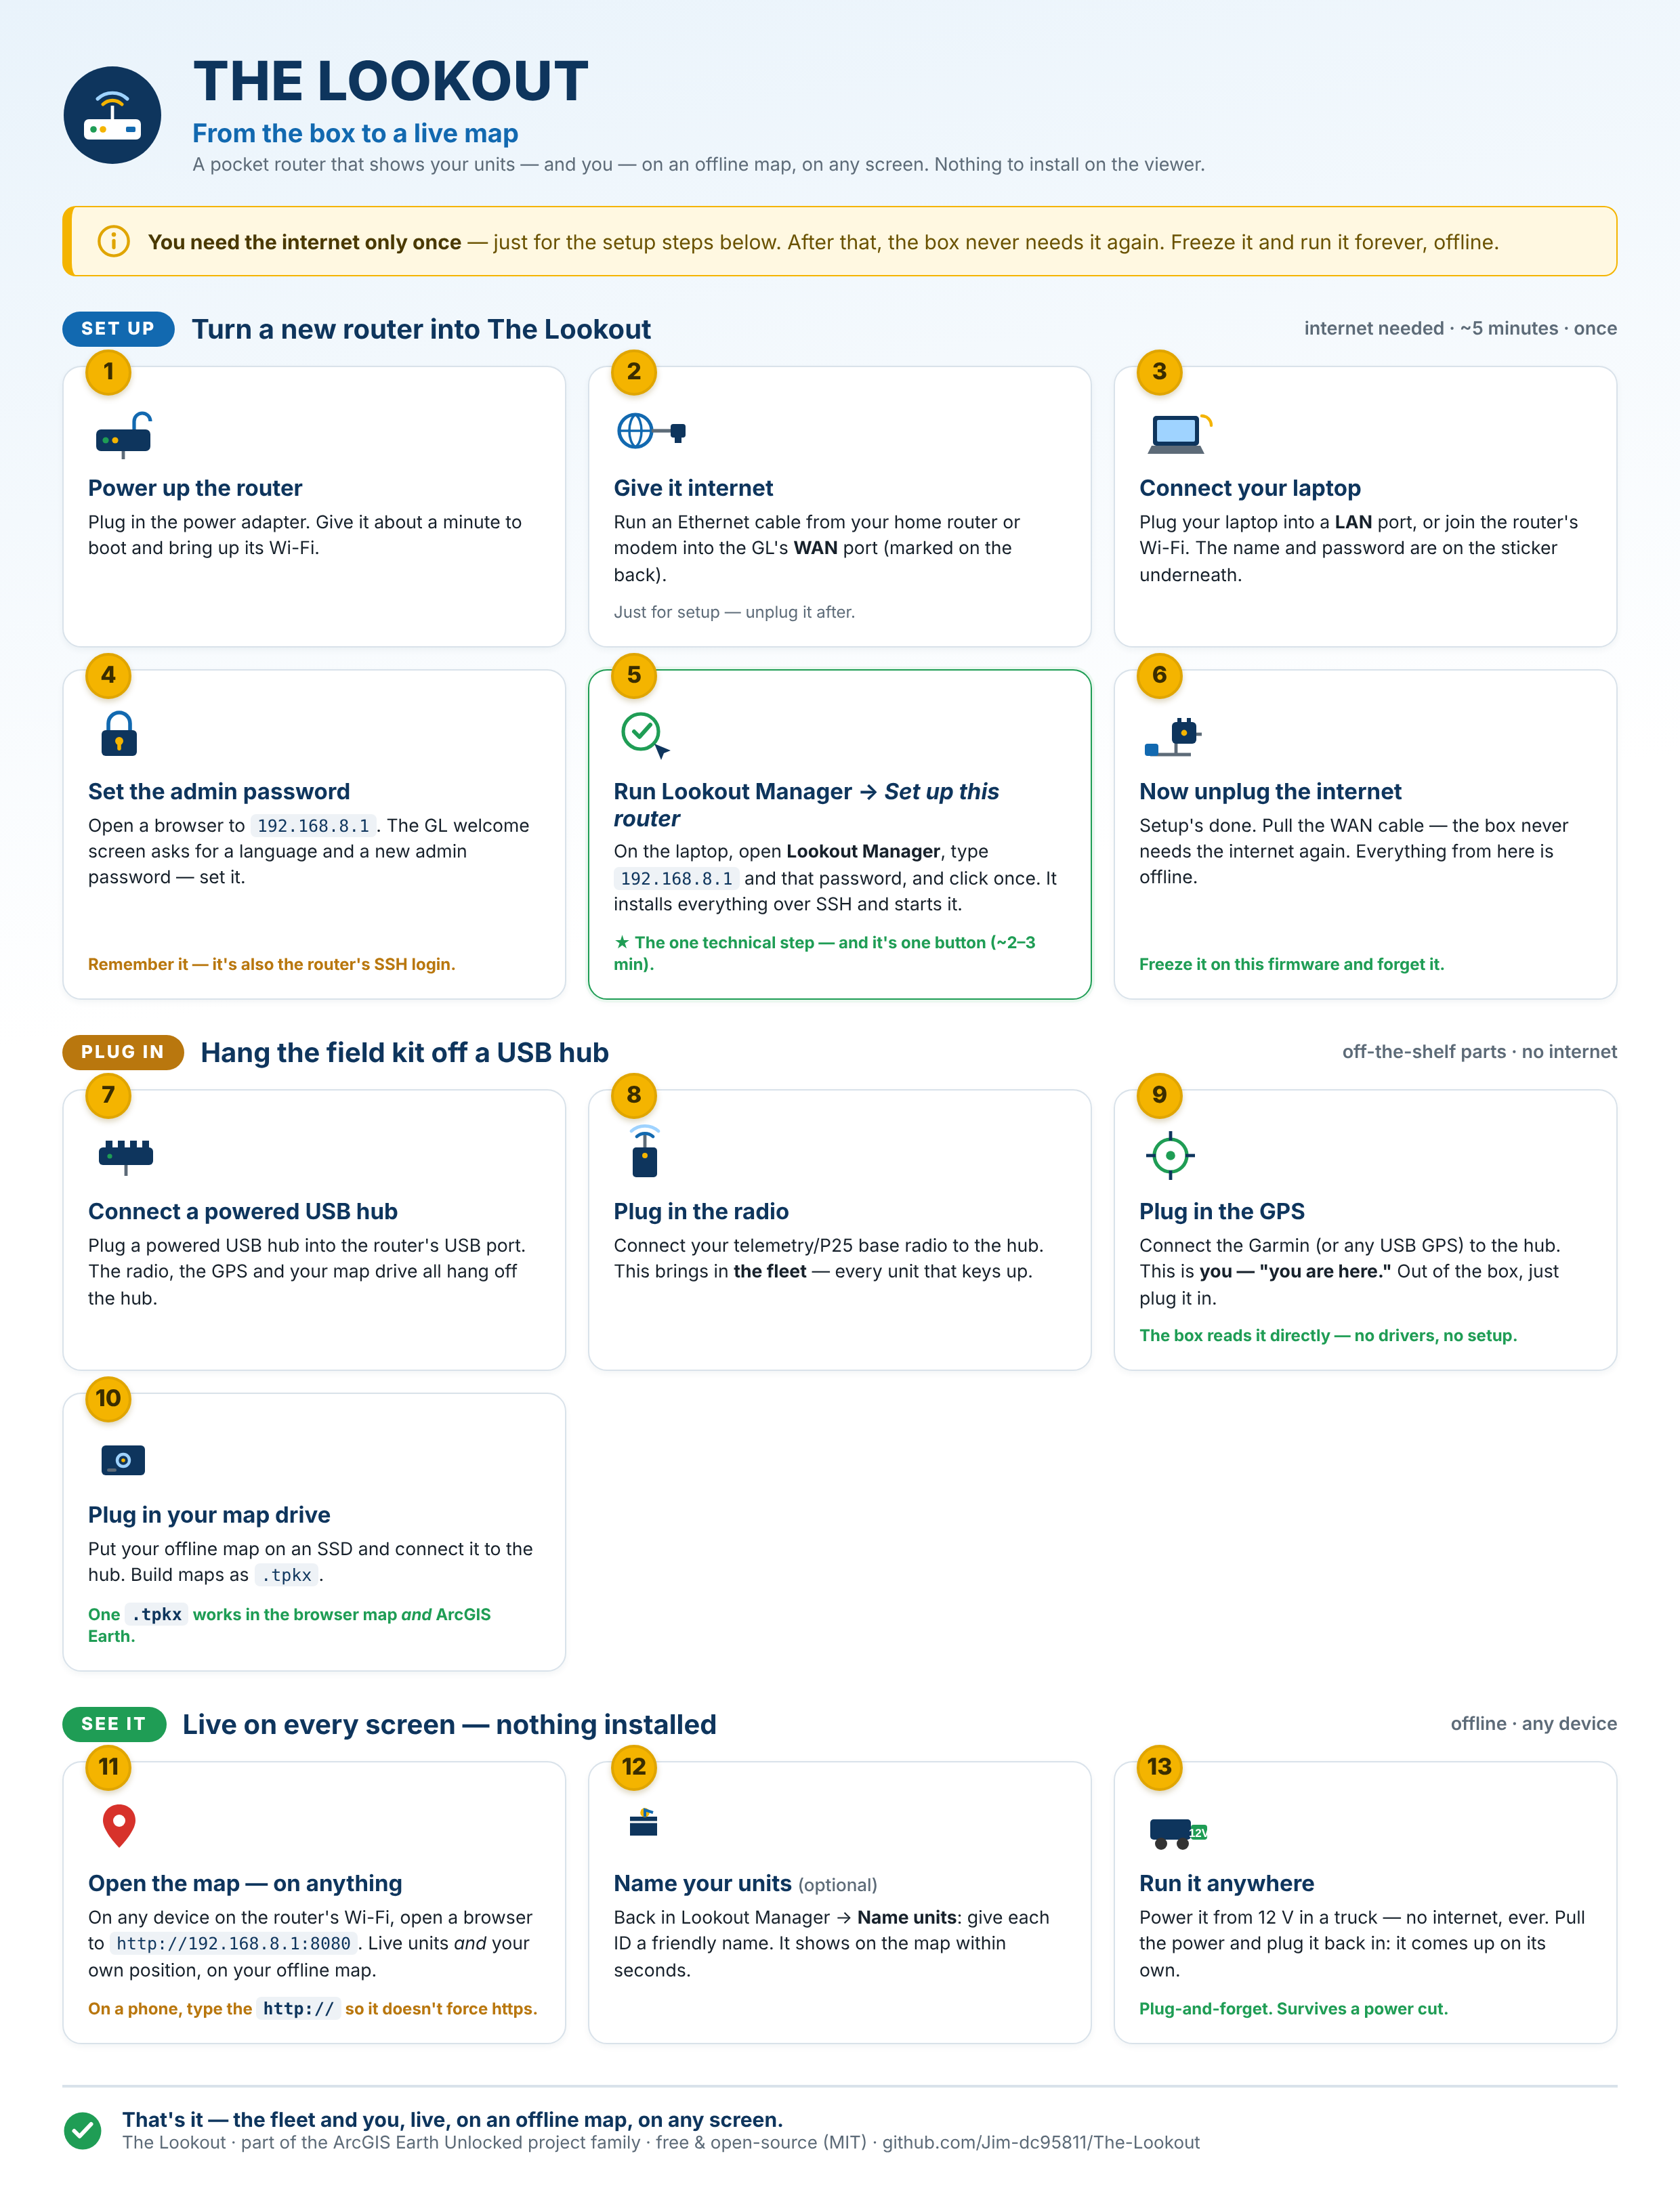 THE LOOKOUT
From the box to a live map
A pocket router that shows your units — and you — on an offline map, on any screen. Nothing to install on the viewer.
You need the internet only once — just for the setup steps below. After that, the box never needs it again. Freeze it and run it forever, offline.
SET UP
Turn a new router into The Lookout
internet needed · ~5 minutes · once
1
Power up the router
Plug in the power adapter. Give it about a minute to
boot and bring up its Wi-Fi.
2
Give it internet
Run an Ethernet cable from your home router or
modem into the GL's WAN port (marked on the
back).
Just for setup — unplug it after.
3
Connect your laptop
Plug your laptop into a LAN port, or join the router's
Wi-Fi. The name and password are on the sticker
underneath.
4
Set the admin password
Open a browser to 192.168.8.1. The GL welcome
screen asks for a language and a new admin
password — set it.
Remember it — it's also the router's SSH login.
5
Run Lookout Manager → Set up this
router
On the laptop, open Lookout Manager, type
192.168.8.1 and that password, and click once. It
installs everything over SSH and starts it.
★ The one technical step — and it's one button (~2–3
min).
6
Now unplug the internet
Setup's done. Pull the WAN cable — the box never
needs the internet again. Everything from here is
offline.
Freeze it on this firmware and forget it.
PLUG IN
Hang the field kit off a USB hub
off-the-shelf parts · no internet
7
Connect a powered USB hub
Plug a powered USB hub into the router's USB port.
The radio, the GPS and your map drive all hang off
the hub.
8
Plug in the radio
Connect your telemetry/P25 base radio to the hub.
This brings in the fleet — every unit that keys up.
9
Plug in the GPS
Connect the Garmin (or any USB GPS) to the hub.
This is you — "you are here." Out of the box, just
plug it in.
The box reads it directly — no drivers, no setup.
10
Plug in your map drive
Put your offline map on an SSD and connect it to the
hub. Build maps as .tpkx.
One .tpkx works in the browser map and ArcGIS
Earth.
SEE IT
Live on every screen — nothing installed
offline · any device
11
Open the map — on anything
On any device on the router's Wi-Fi, open a browser
to http://192.168.8.1:8080. Live units and your
own position, on your offline map.
On a phone, type the http:// so it doesn't force https.
12
Name your units (optional)
Back in Lookout Manager → Name units: give each
ID a friendly name. It shows on the map within
seconds.
13
12V
Run it anywhere
Power it from 12 V in a truck — no internet, ever. Pull
the power and plug it back in: it comes up on its
own.
Plug-and-forget. Survives a power cut.
That's it — the fleet and you, live, on an offline map, on any screen.
The Lookout · part of the ArcGIS Earth Unlocked project family · free & open-source (MIT) · github.com/Jim-dc95811/The-Lookout